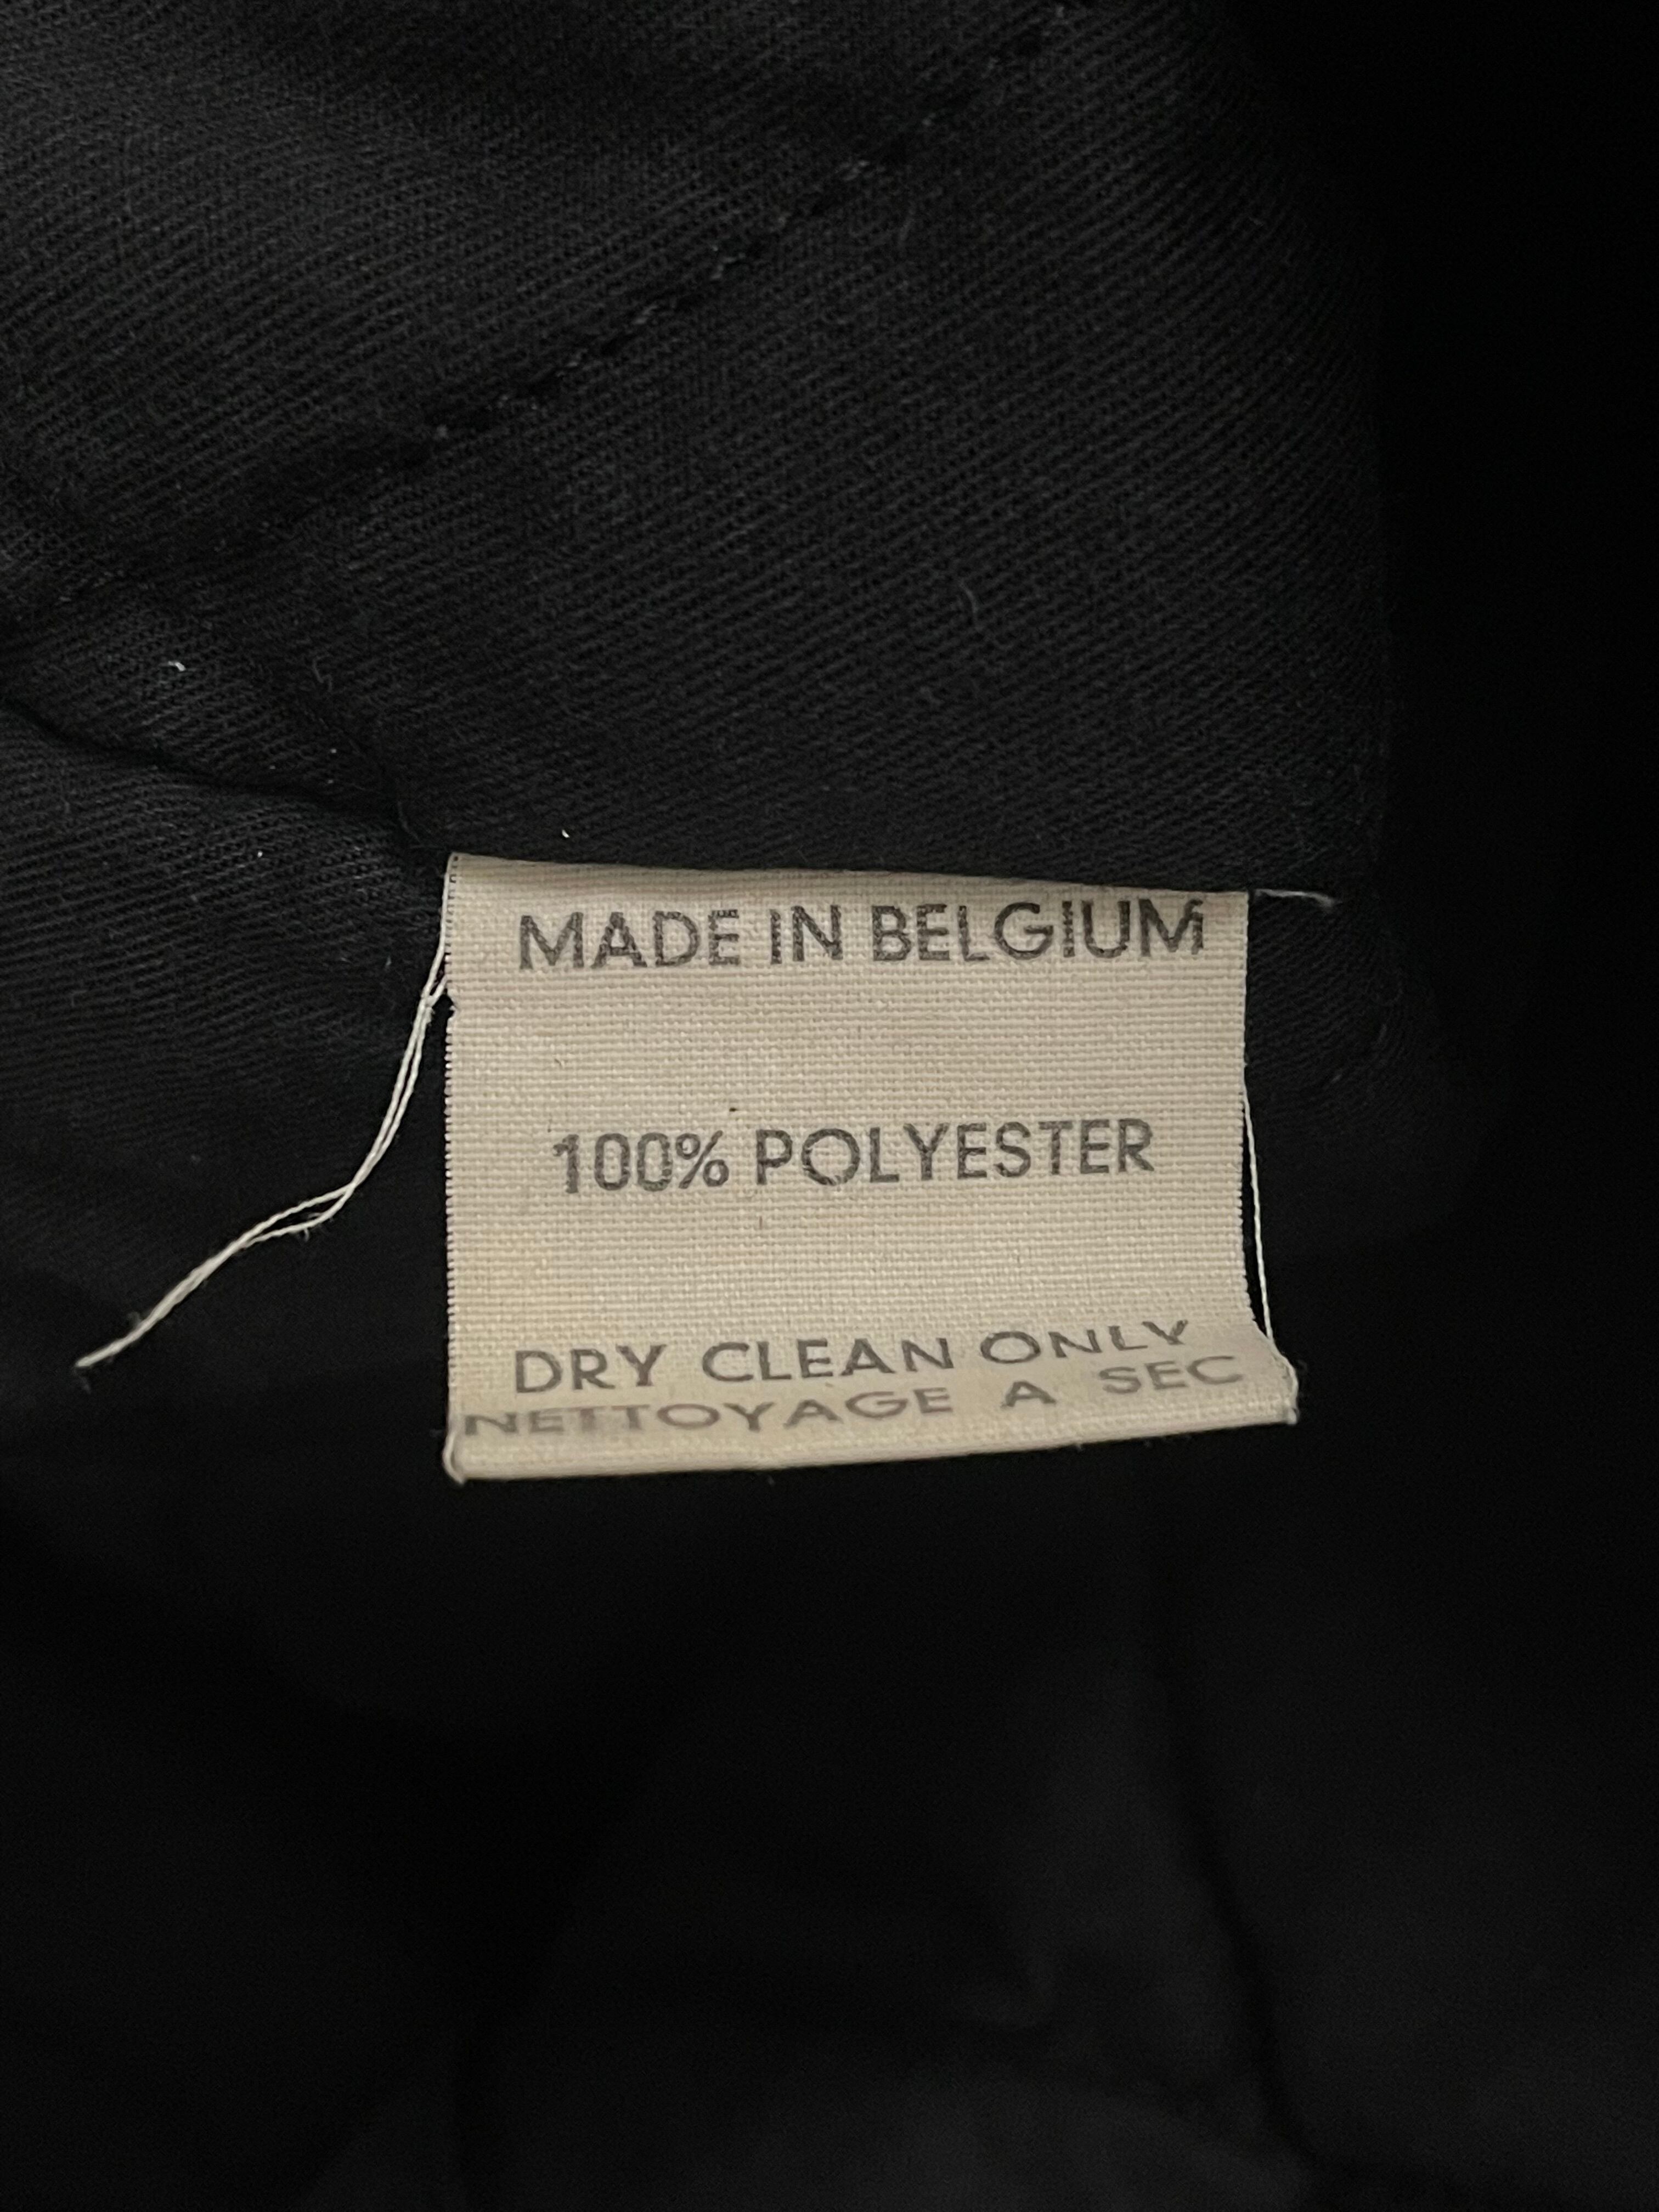 MADE IN BELGIUM
100% POLYESTER
DRY CLEAN ONLY
NETTOYAGE A SEC